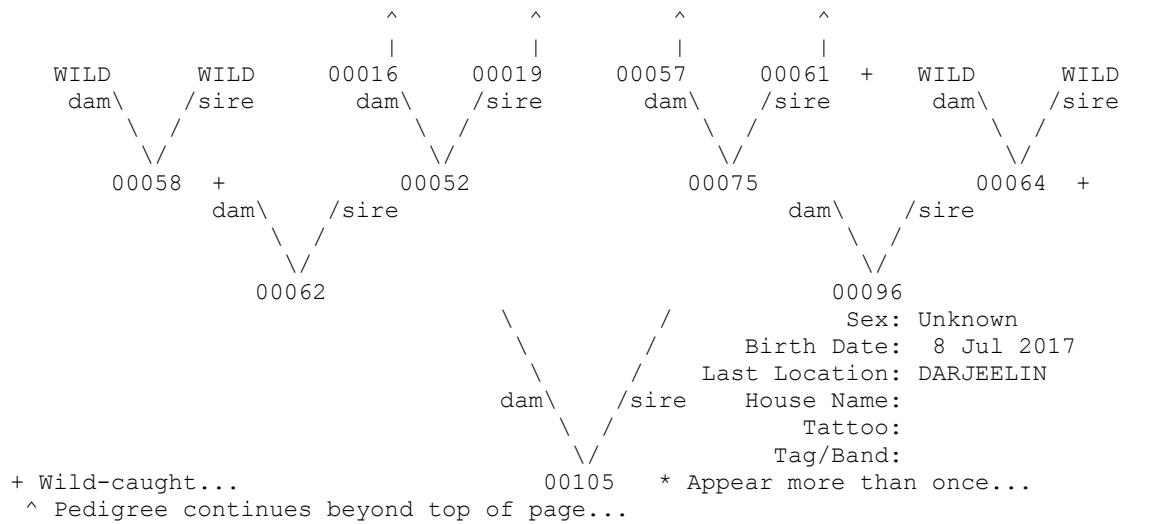 ^ ^ ^ ^
| | | |
WILD WILD 00016 00019 00057 00061 + WILD WILD
dam\ /sire dam\ /sire dam\ /sire dam\ /sire
\ / \ / \ / \ /
\/ \/ \/ \/
00058 + 00052 00075 00064 +
dam\ /sire dam\ /sire
\ / \ /
\/ \/
00062 00096
\ / Sex: Unknown
\ / Birth Date: 8 Jul 2017
\ / Last Location: DARJEELIN
dam\ /sire House Name:
\ / Tattoo:
\/ Tag/Band:
+ Wild-caught... 00105 * Appear more than once...
^ Pedigree continues beyond top of page...